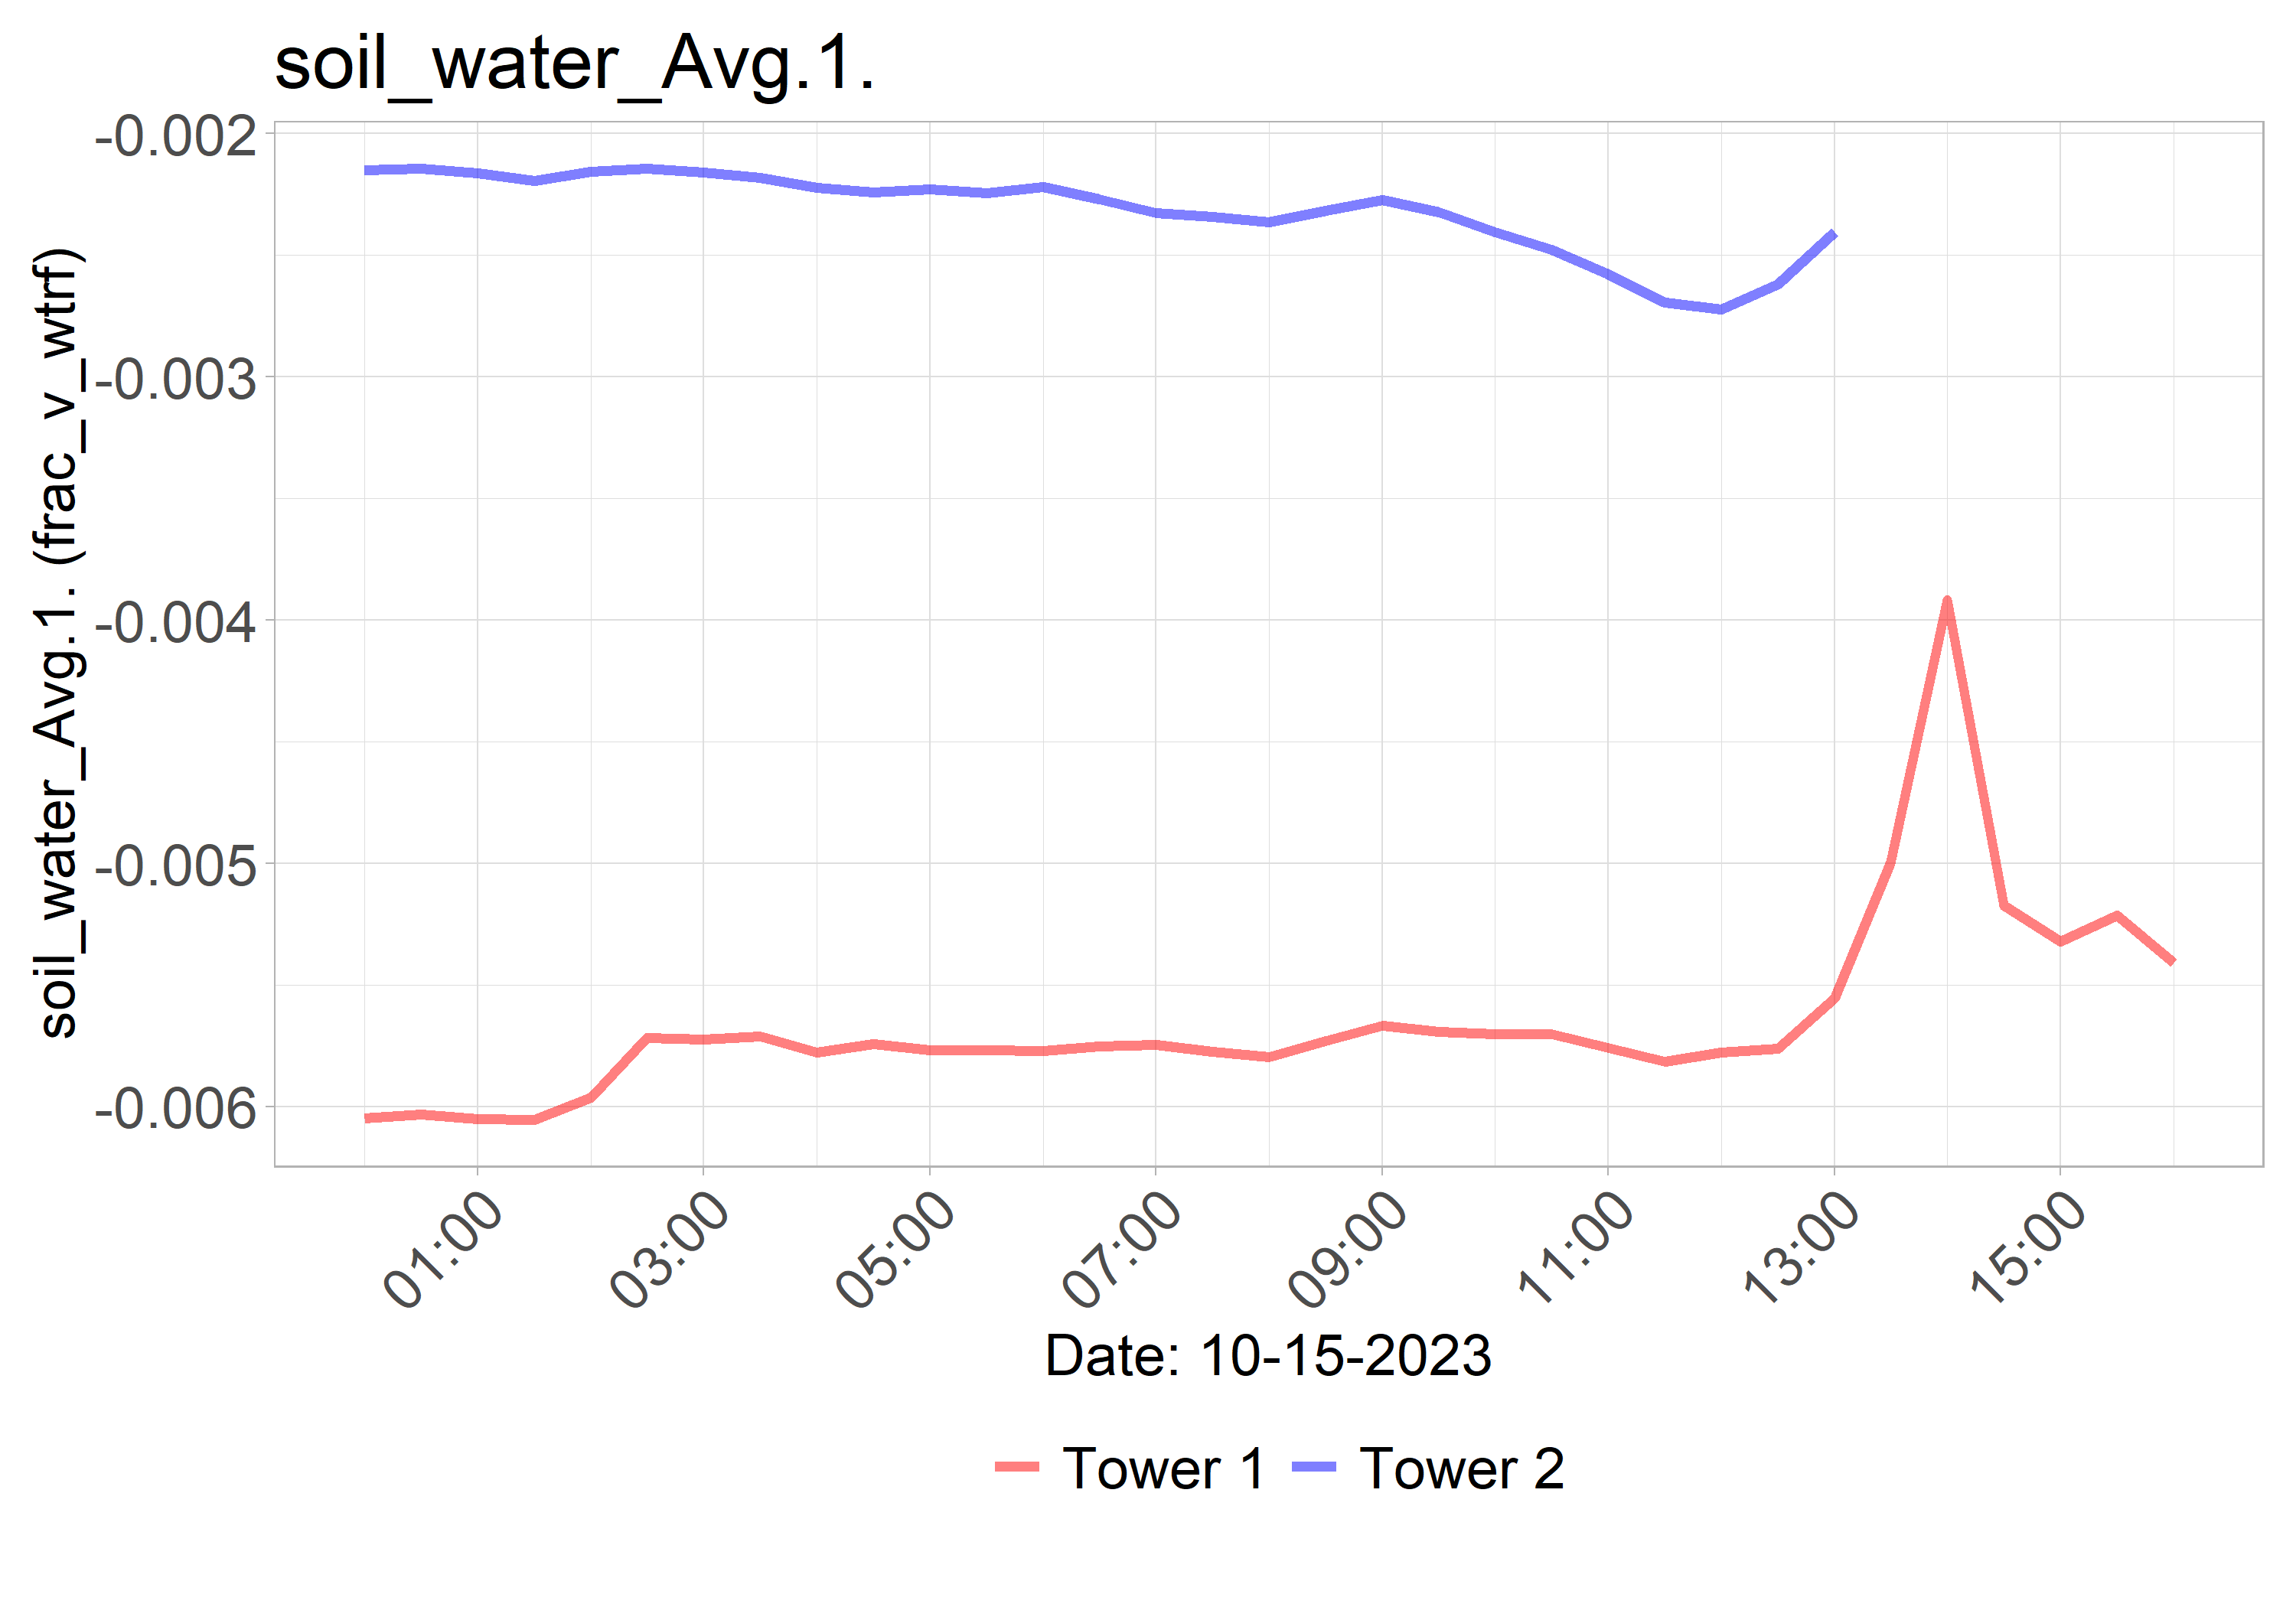 soil_water_Avg.1.
soil_water_Avg.1. (frac_v_wtrf)
-0.002
-0.003
-0.004
-0.005
-0.006
01:00
03:00
05:00
07:00
09:00
11:00
13:00
15:00
Date: 10-15-2023
Tower 1
Tower 2